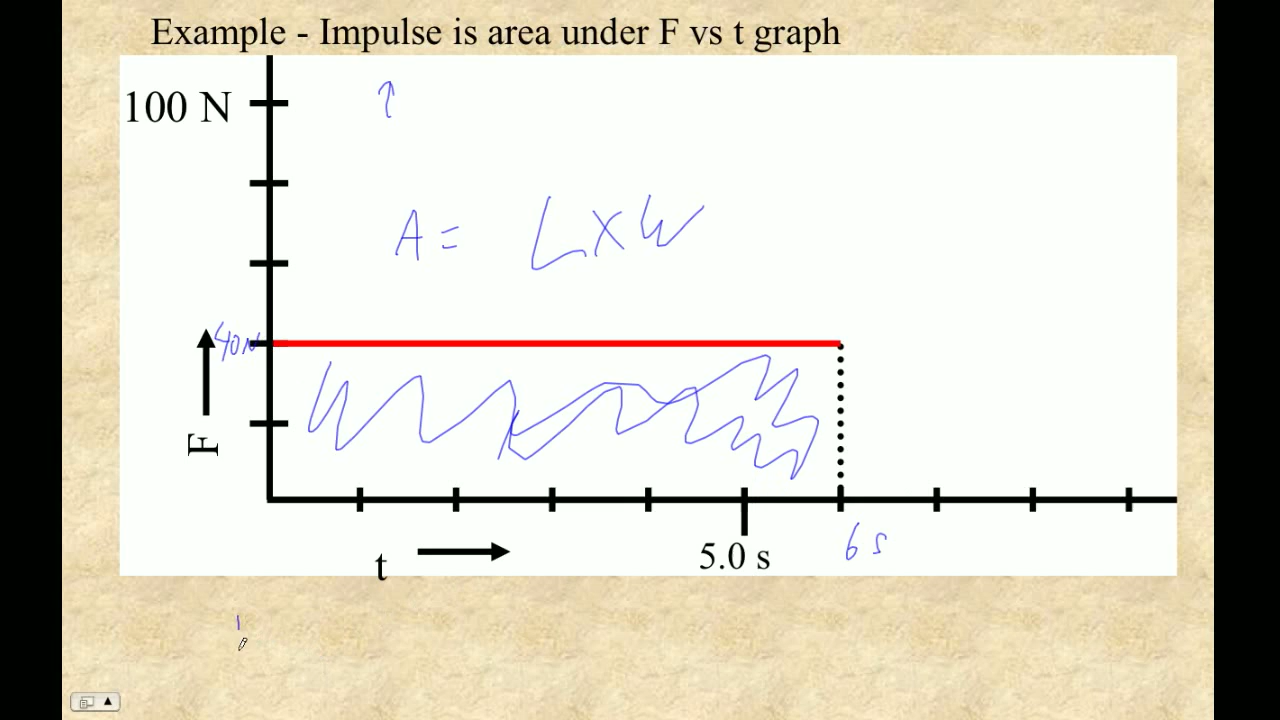 Example - Impulse is area under F vs t graph
100 N
A = L x W
40N
F
5.0 s
6 s
t